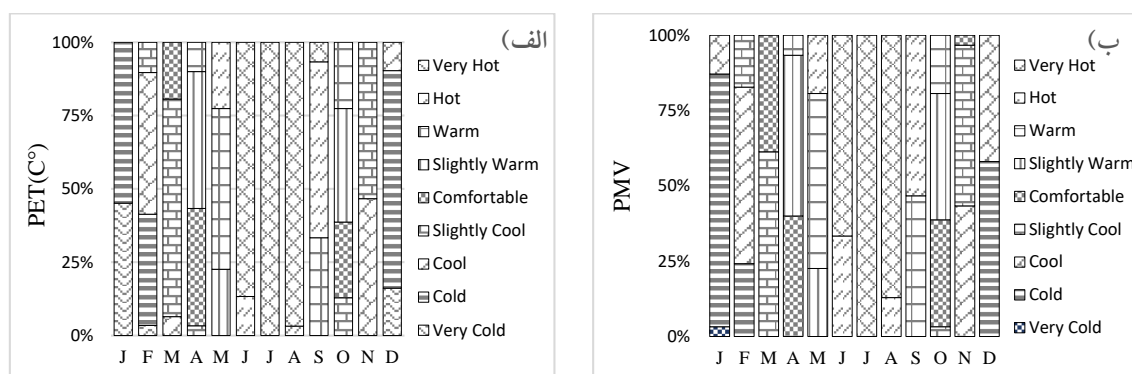 الف)
PET(C°)
100%
75%
50%
25%
0%
J F M A M J J A S O N D
Very Hot
Hot
Warm
Slightly Warm
Comfortable
Slightly Cool
Cool
Cold
Very Cold
ب)
PMV
100%
75%
50%
25%
0%
J F M A M J J A S O N D
Very Hot
Hot
Warm
Slightly Warm
Comfortable
Slightly Cool
Cool
Cold
Very Cold